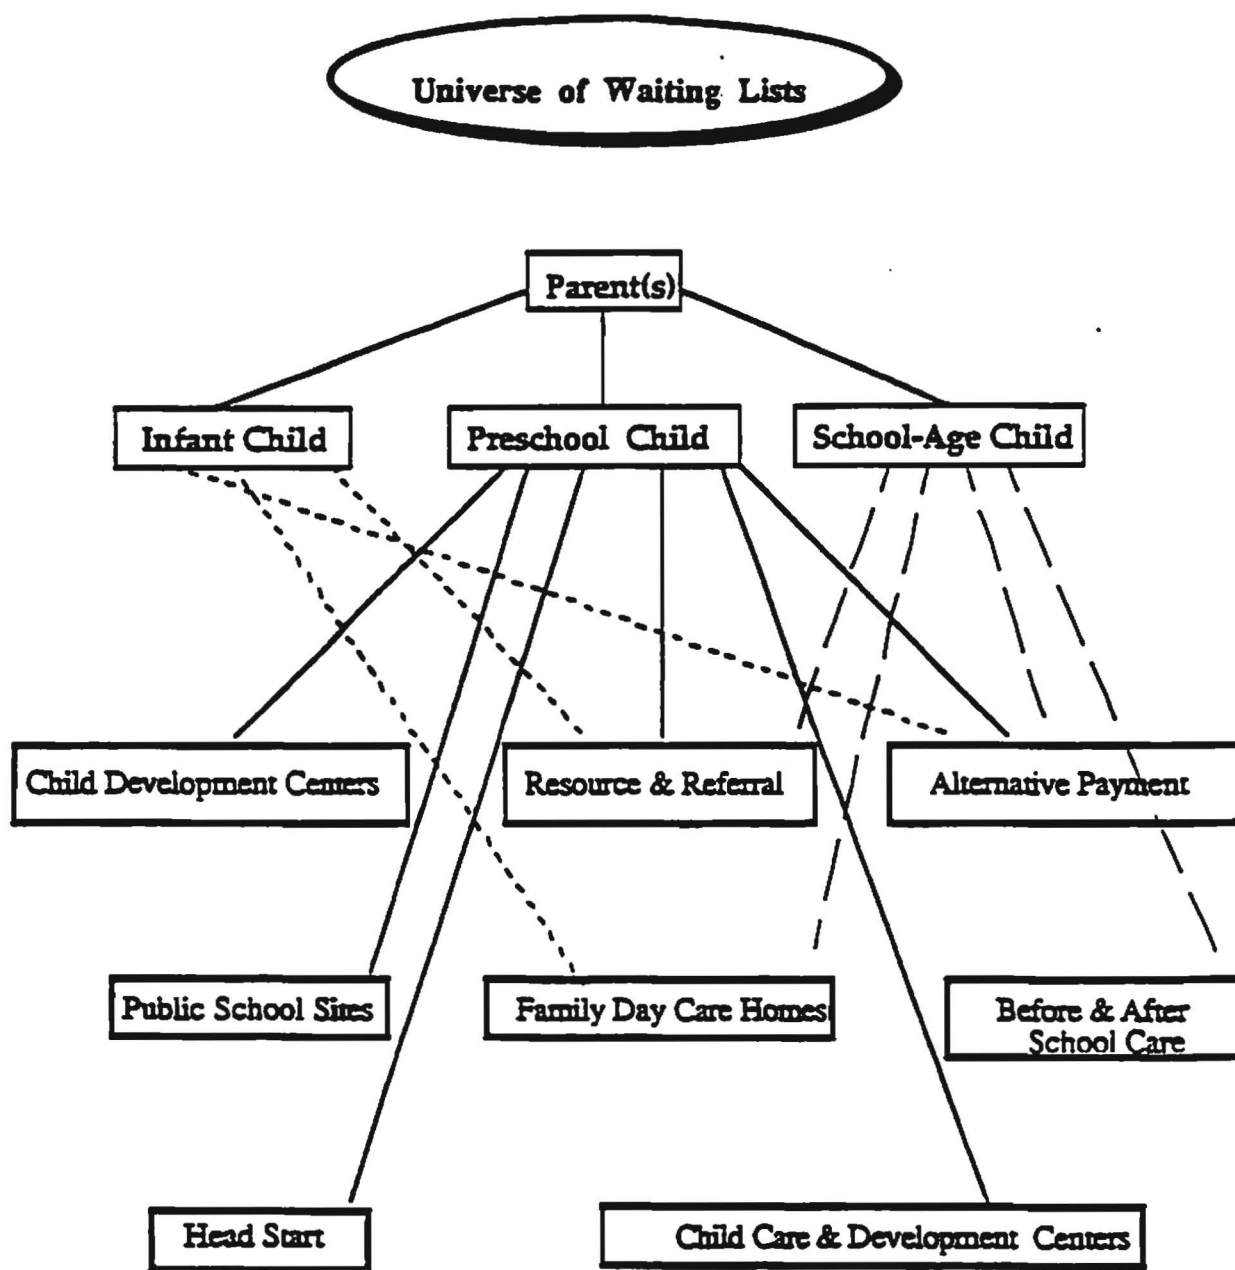 Universe of Waiting Lists
Parent(s)
Infant Child
Preschool Child
School-Age Child
Child Development Centers
Resource & Referral
Alternative Payment
Public School Sites
Family Day Care Homes
Before & After
School Care
Head Start
Child Care & Development Centers